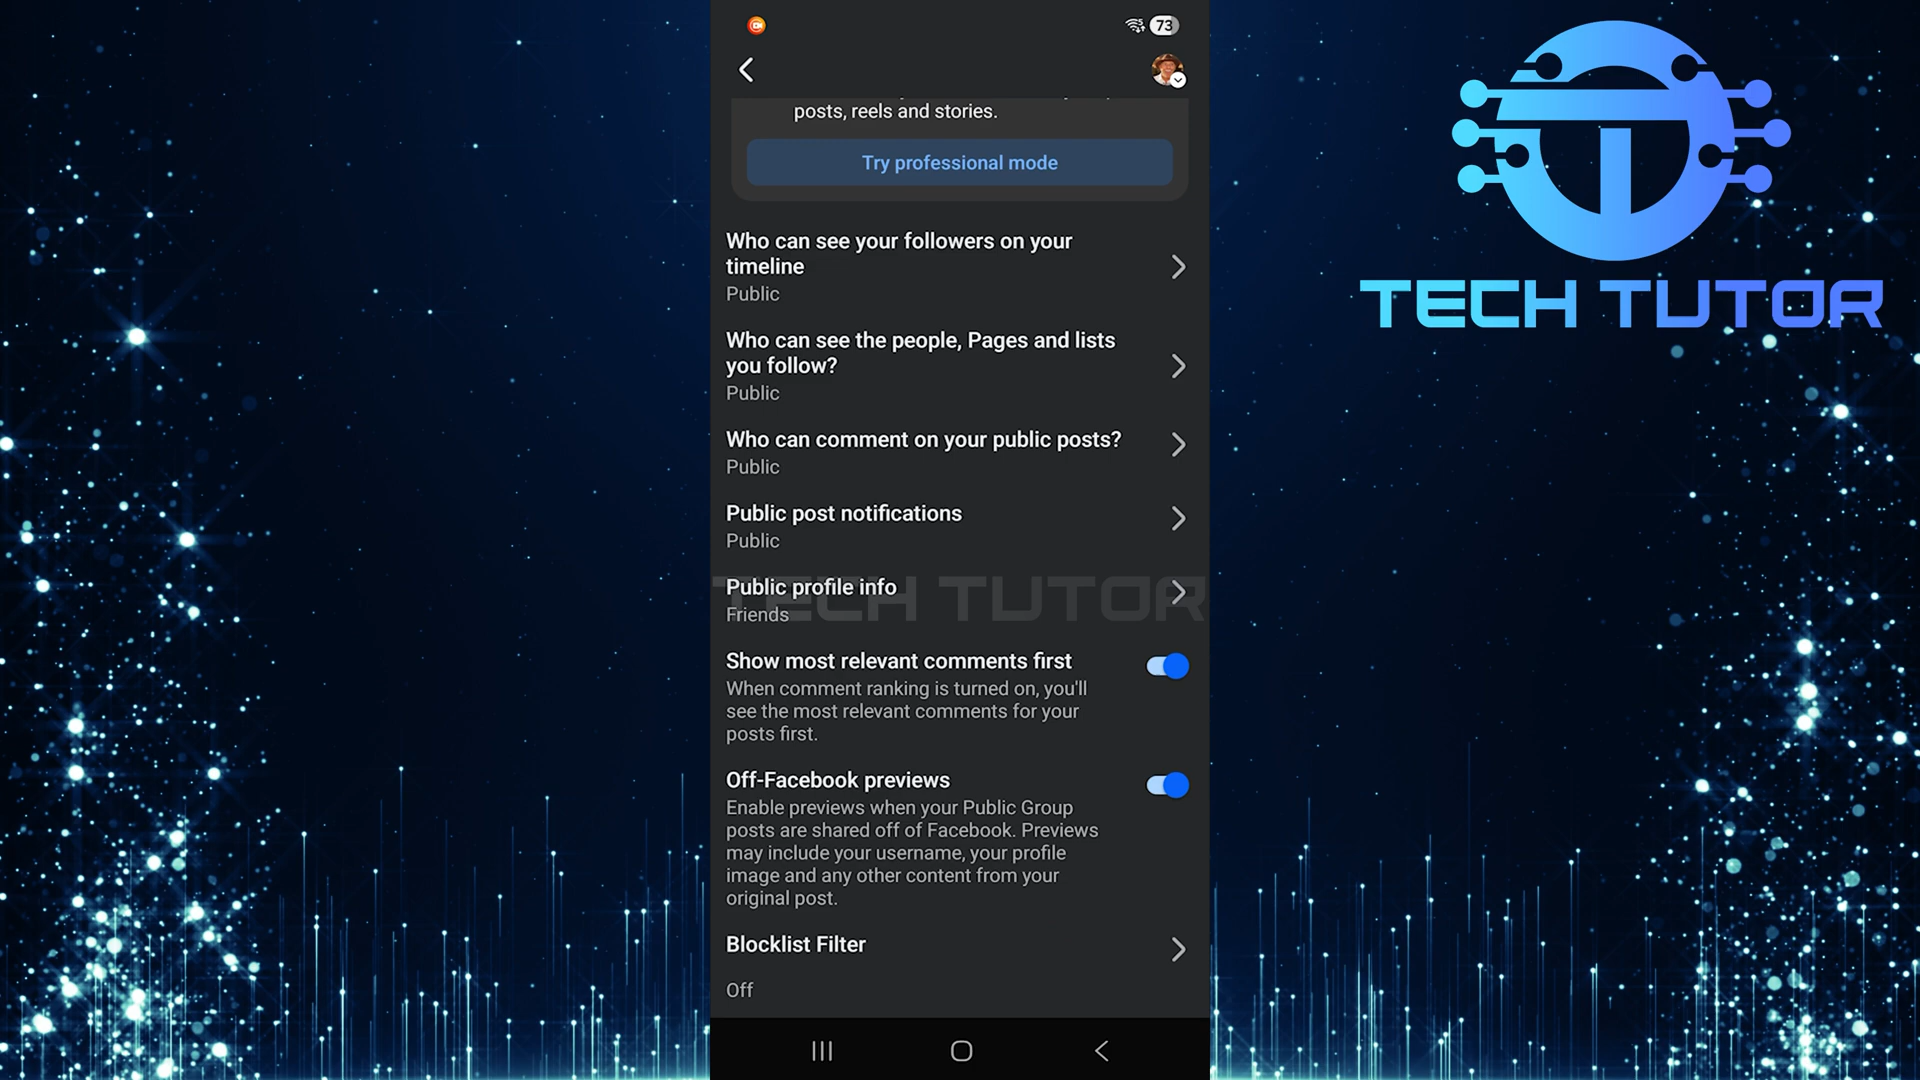 73
posts, reels and stories.
Try professional mode
Who can see your followers on your
timeline
Public
Who can see the people, Pages and lists
you follow?
Public
Who can comment on your public posts?
Public
Public post notifications
Public
Public profile info
Friends
TECH TUTOR
Show most relevant comments first
When comment ranking is turned on, you'll
see the most relevant comments for your
posts first.
Off-Facebook previews
Enable previews when your Public Group
posts are shared off of Facebook. Previews
may include your username, your profile
image and any other content from your
original post.
Blocklist Filter
Off
TECH TUTOR